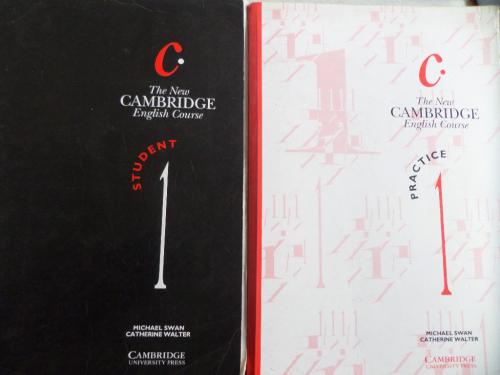 c.
The New
CAMBRIDGE
English Course
STUDENT
1
MICHAEL SWAN
CATHERINE WALTER
CAMBRIDGE
UNIVERSITY PRESS
c.
The New
CAMBRIDGE
English Course
PRACTICE
1
MICHAEL SWAN
CATHERINE WALTER
CAMBRIDGE
UNIVERSITY PRESS